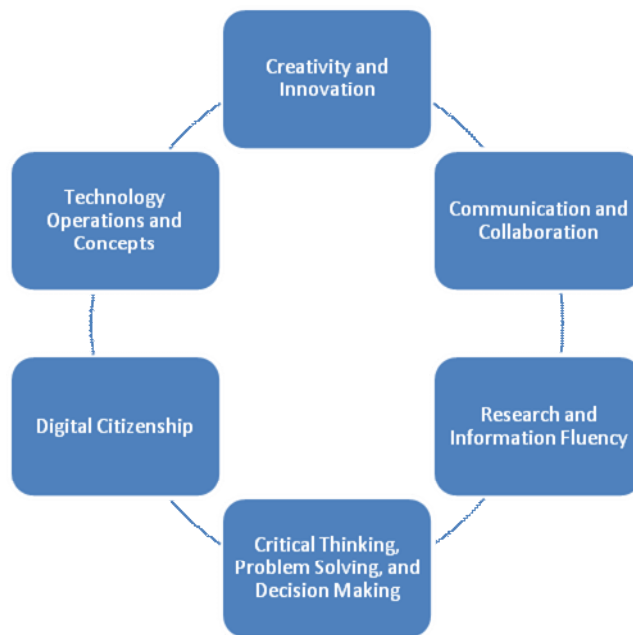 Creativity and
Innovation
Communication and
Collaboration
Research and
Information Fluency
Critical Thinking,
Problem Solving, and
Decision Making
Digital Citizenship
Technology
Operations and
Concepts